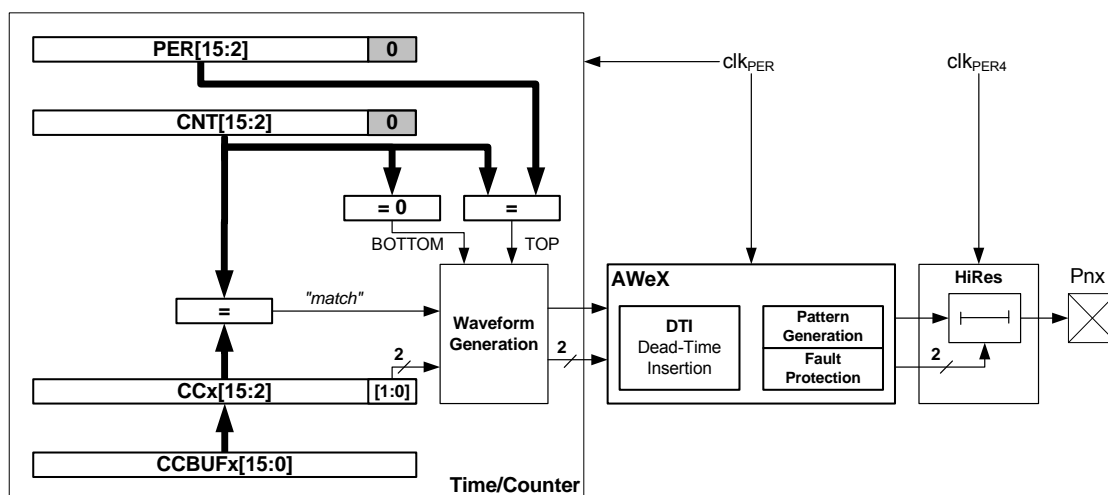 PER[15:2]
0
clkPER
clkPER4
CNT[15:2]
0
= 0
=
BOTTOM
TOP
AWeX
HiRes
Pnx
=
"match"
Waveform
Generation
DTI
Dead-Time
Insertion
Pattern
Generation
Fault
Protection
2
2
2
CCx[15:2]
[1:0]
CCBUFx[15:0]
Time/Counter